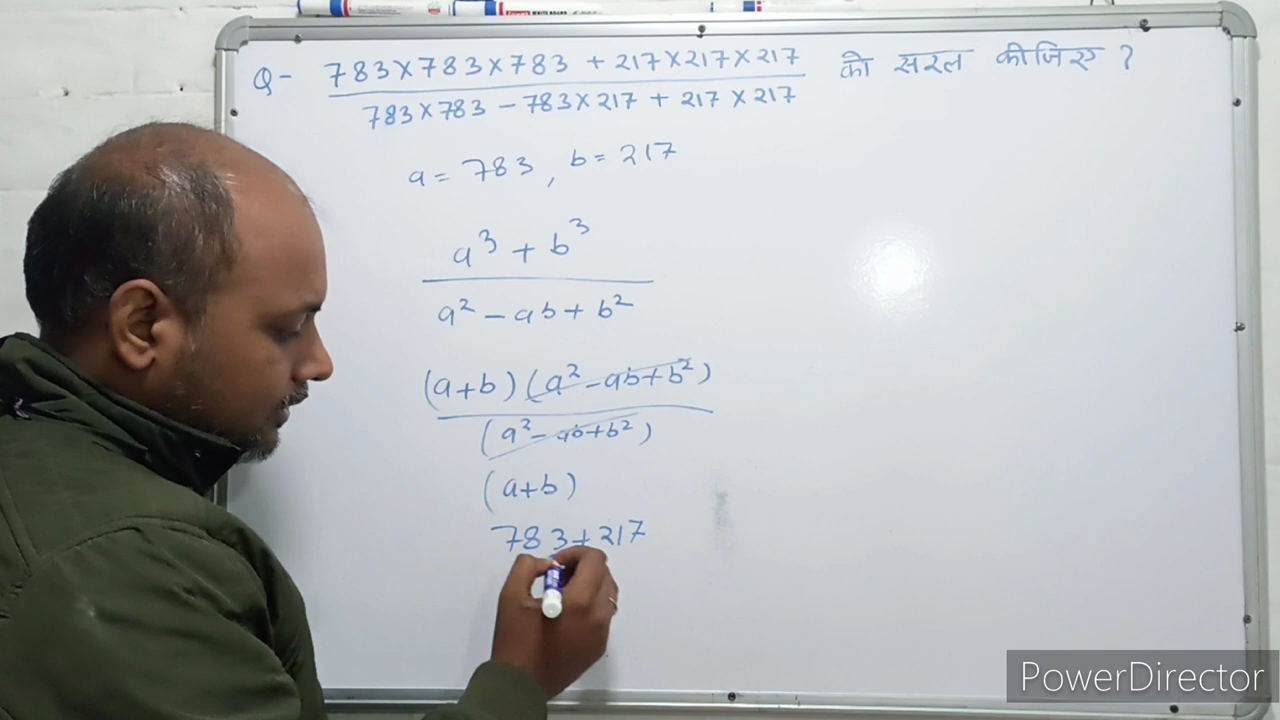 Q- 783×783×783 + 217×217×217 को सरल कीजिए ?
783×783 - 783×217 + 217×217
a = 783, b = 217
a³ + b³
a² - ab + b²
(a+b) (a² - ab + b²)
(a² - ab + b²)
(a+b)
783+217
PowerDirector